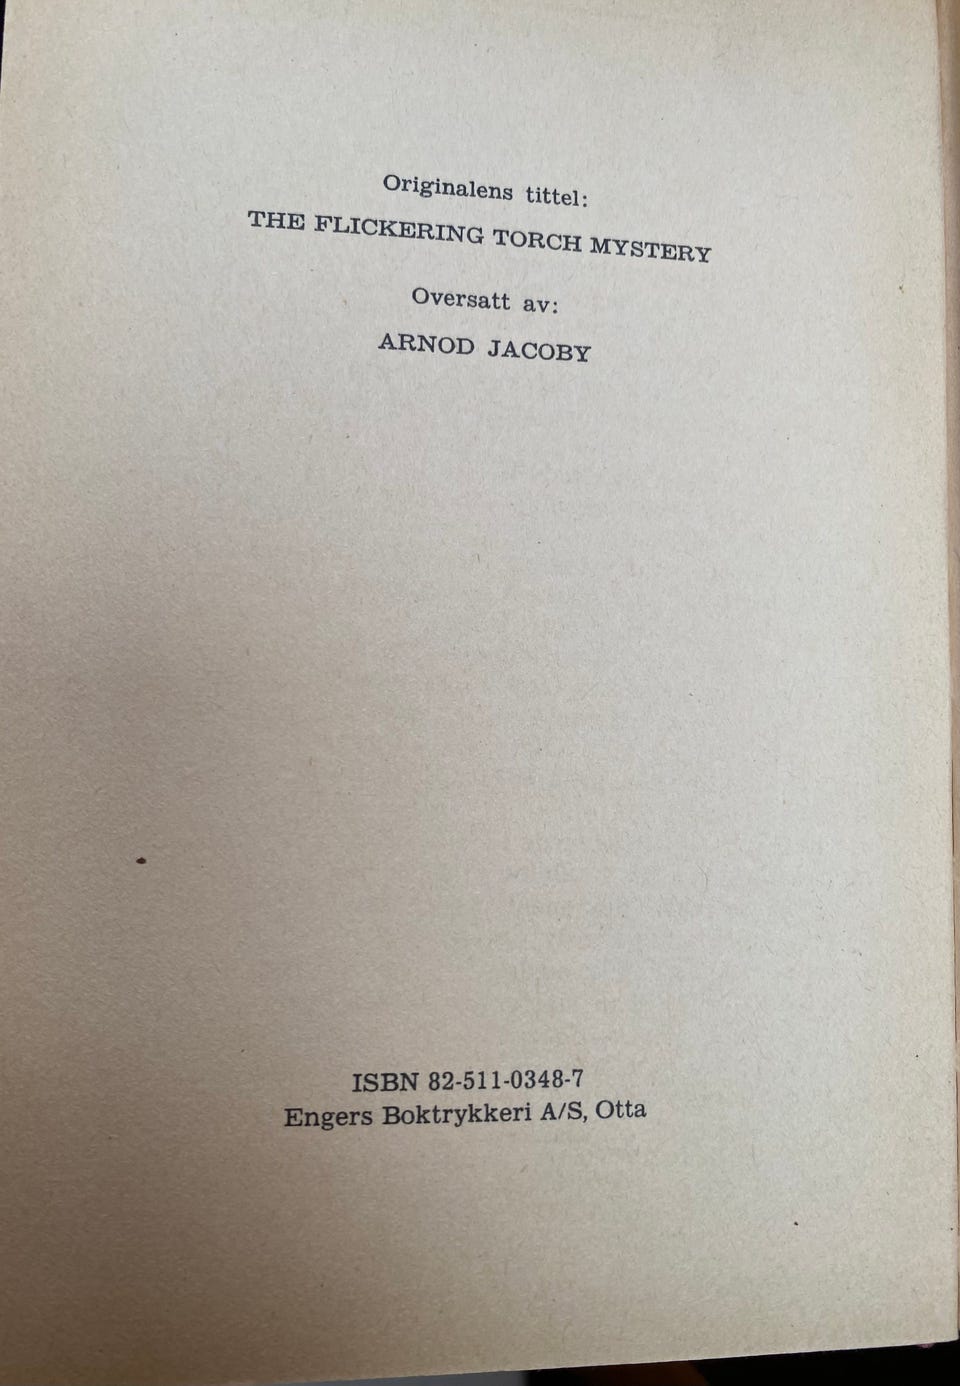 Originalens tittel:
THE FLICKERING TORCH MYSTERY
Oversatt av:
ARNOD JACOBY
ISBN 82-511-0348-7
Engers Boktrykkeri A/S, Otta